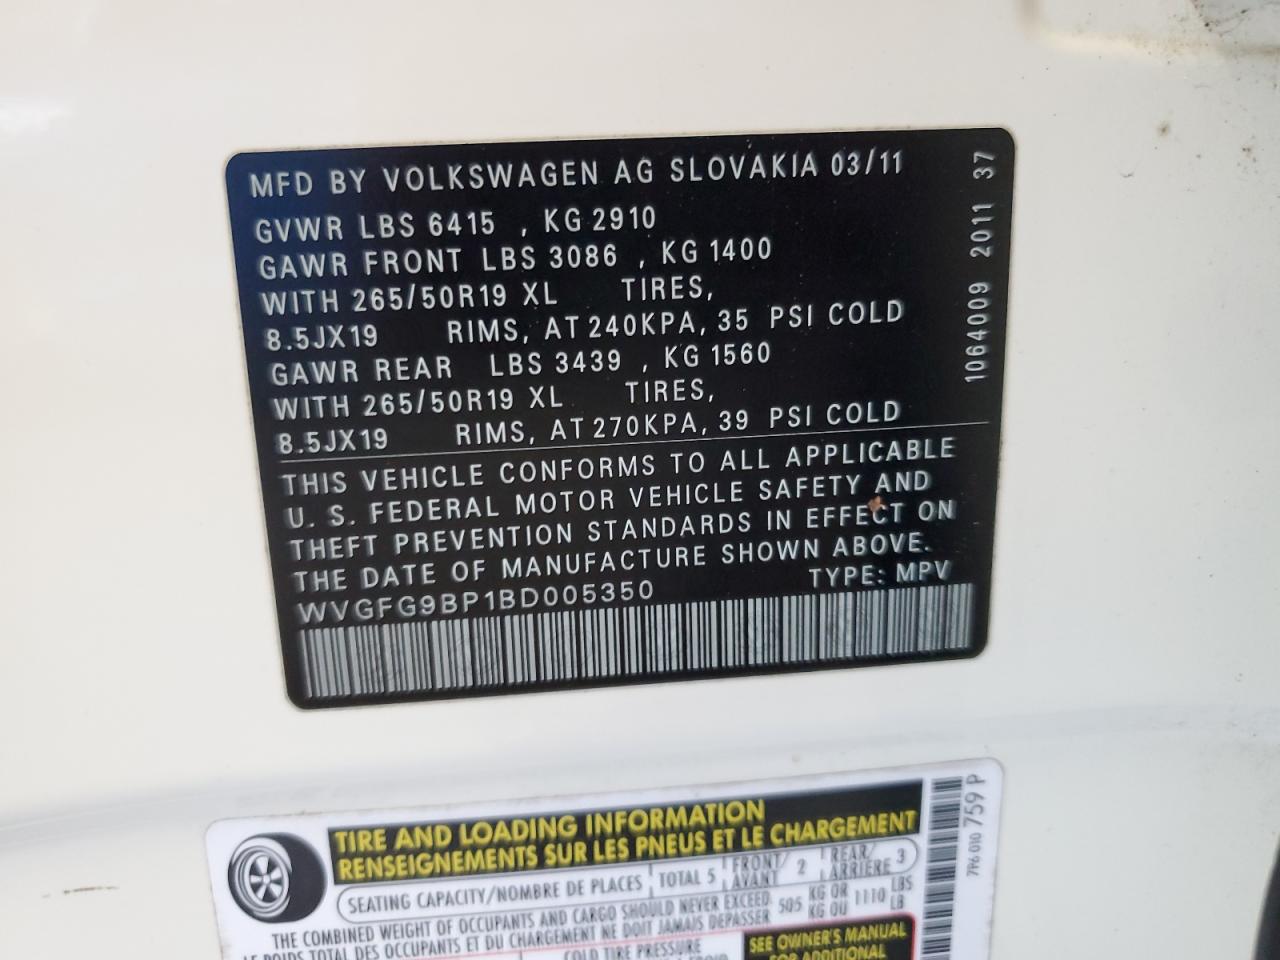 MFD BY VOLKSWAGEN AG SLOVAKIA 03/11
GVWR LBS 6415 , KG 2910
GAWR FRONT LBS 3086 , KG 1400
WITH 265/50R19 XL TIRES,
8.5JX19 RIMS, AT 240KPA, 35 PSI COLD
GAWR REAR LBS 3439 , KG 1560
WITH 265/50R19 XL TIRES,
8.5JX19 RIMS, AT 270KPA, 39 PSI COLD
1064009 2011 37
THIS VEHICLE CONFORMS TO ALL APPLICABLE
U. S. FEDERAL MOTOR VEHICLE SAFETY AND
THEFT PREVENTION STANDARDS IN EFFECT ON
THE DATE OF MANUFACTURE SHOWN ABOVE.
WVGFG9BP1BD005350 TYPE: MPV
TIRE AND LOADING INFORMATION
RENSEIGNEMENTS SUR LES PNEUS ET LE CHARGEMENT
SEATING CAPACITY/NOMBRE DE PLACES TOTAL 5 FRONT/ AVANT 2 REAR/ ARRIÈRE 3
THE COMBINED WEIGHT OF OCCUPANTS AND CARGO SHOULD NEVER EXCEED 505 KG OR 1110 LBS
LE POIDS TOTAL DES OCCUPANTS ET DU CHARGEMENT NE DOIT JAMAIS DEPASSER KG OU LB
COLD TIRE PRESSURE
SEE OWNER'S MANUAL
FOR ADDITIONAL
7P6 010 759 P